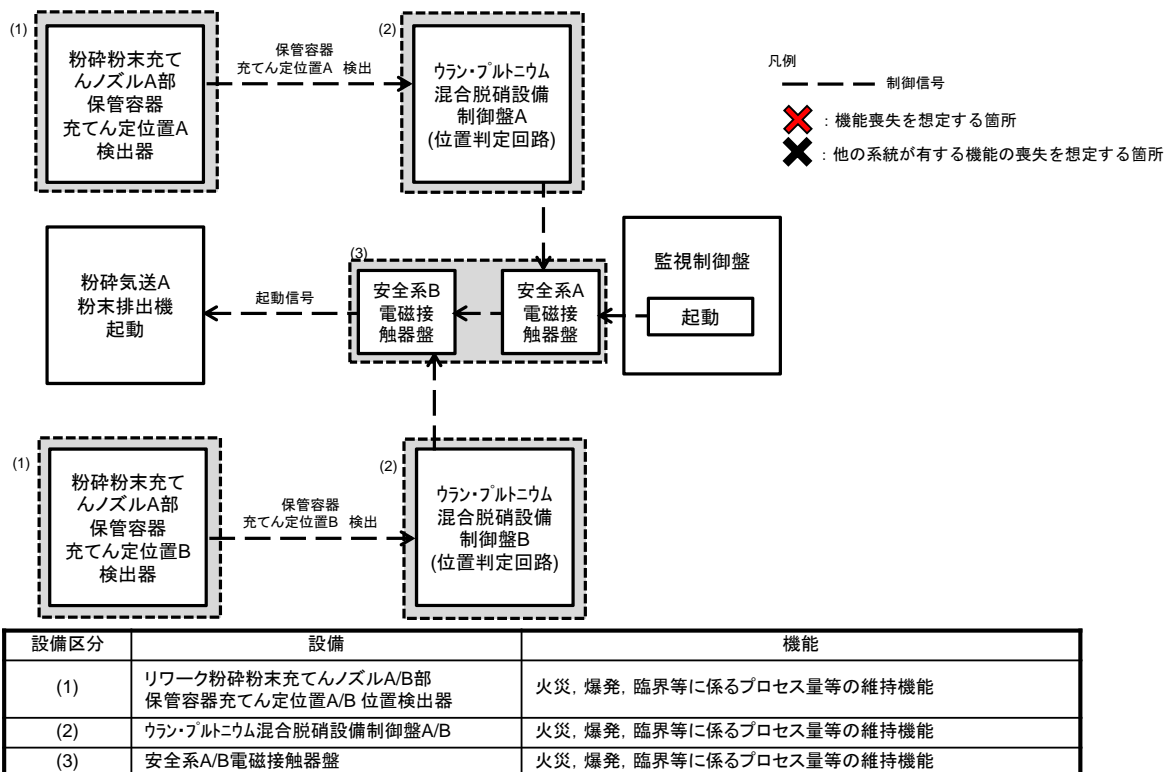 (1)
粉砕粉末充て
んノズルA部
保管容器
充てん定位置A
検出器
保管容器
充てん定位置A 検出
(2)
ウラン・プルトニウム
混合脱硝設備
制御盤A
(位置判定回路)
凡例
制御信号
:機能喪失を想定する箇所
:他の系統が有する機能の喪失を想定する箇所
粉砕気送A
粉末排出機
起動
起動信号
(3)
安全系B
電磁接
触器盤
安全系A
電磁接
触器盤
監視制御盤
起動
(1)
粉砕粉末充て
んノズルA部
保管容器
充てん定位置B
検出器
保管容器
充てん定位置B 検出
(2)
ウラン・プルトニウム
混合脱硝設備
制御盤B
(位置判定回路)
設備区分 設備 機能
(1) リワーク粉砕粉末充てんノズルA/B部
保管容器充てん定位置A/B 位置検出器 火災,爆発,臨界等に係るプロセス量等の維持機能
(2) ウラン・プルトニウム混合脱硝設備制御盤A/B 火災,爆発,臨界等に係るプロセス量等の維持機能
(3) 安全系A/B電磁接触器盤 火災,爆発,臨界等に係るプロセス量等の維持機能